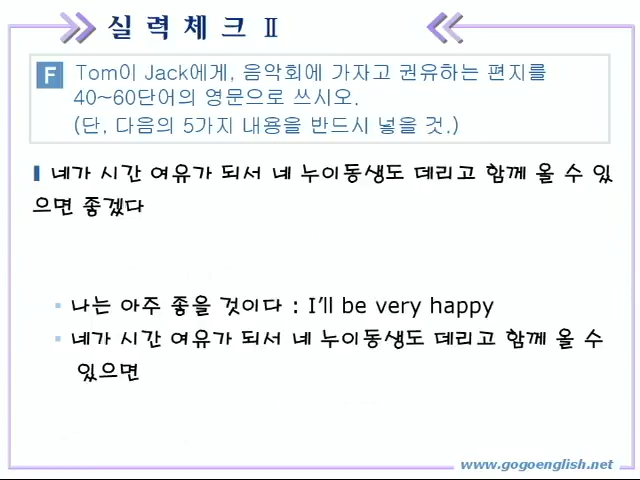 실력체크 Ⅱ
F Tom이 Jack에게, 음악회에 가자고 권유하는 편지를
40~60단어의 영문으로 쓰시오.
(단, 다음의 5가지 내용을 반드시 넣을 것.)
네가 시간 여유가 되서 네 누이동생도 데리고 함께 올 수 있
으면 좋겠다
나는 아주 좋을 것이다 : I'll be very happy
네가 시간 여유가 되서 네 누이동생도 데리고 함께 올 수
있으면
www.gogoenglish.net